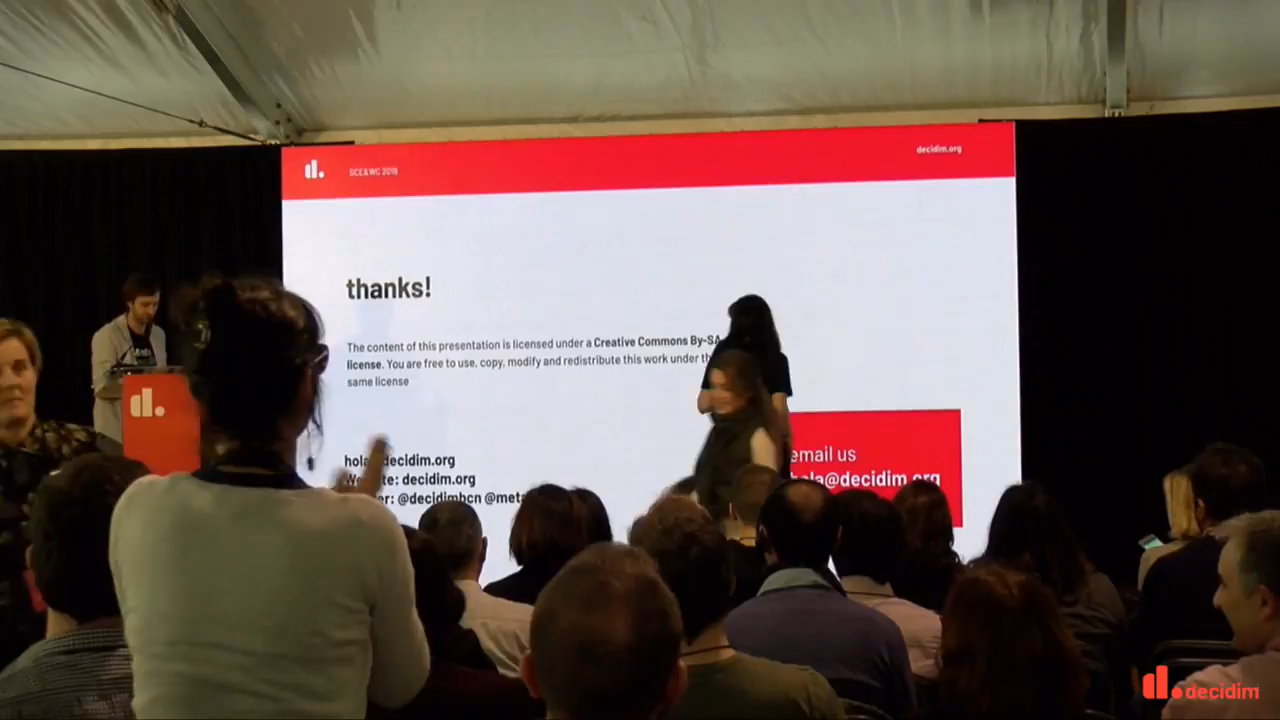 d. SCE&WC 2019 decidim.org
thanks!
The content of this presentation is licensed under a Creative Commons By-SA
license. You are free to use, copy, modify and redistribute this work under
same license
decidim.org
decidim.org
@decidimbcn
email us
hola@decidim.org
d.
d.decidim